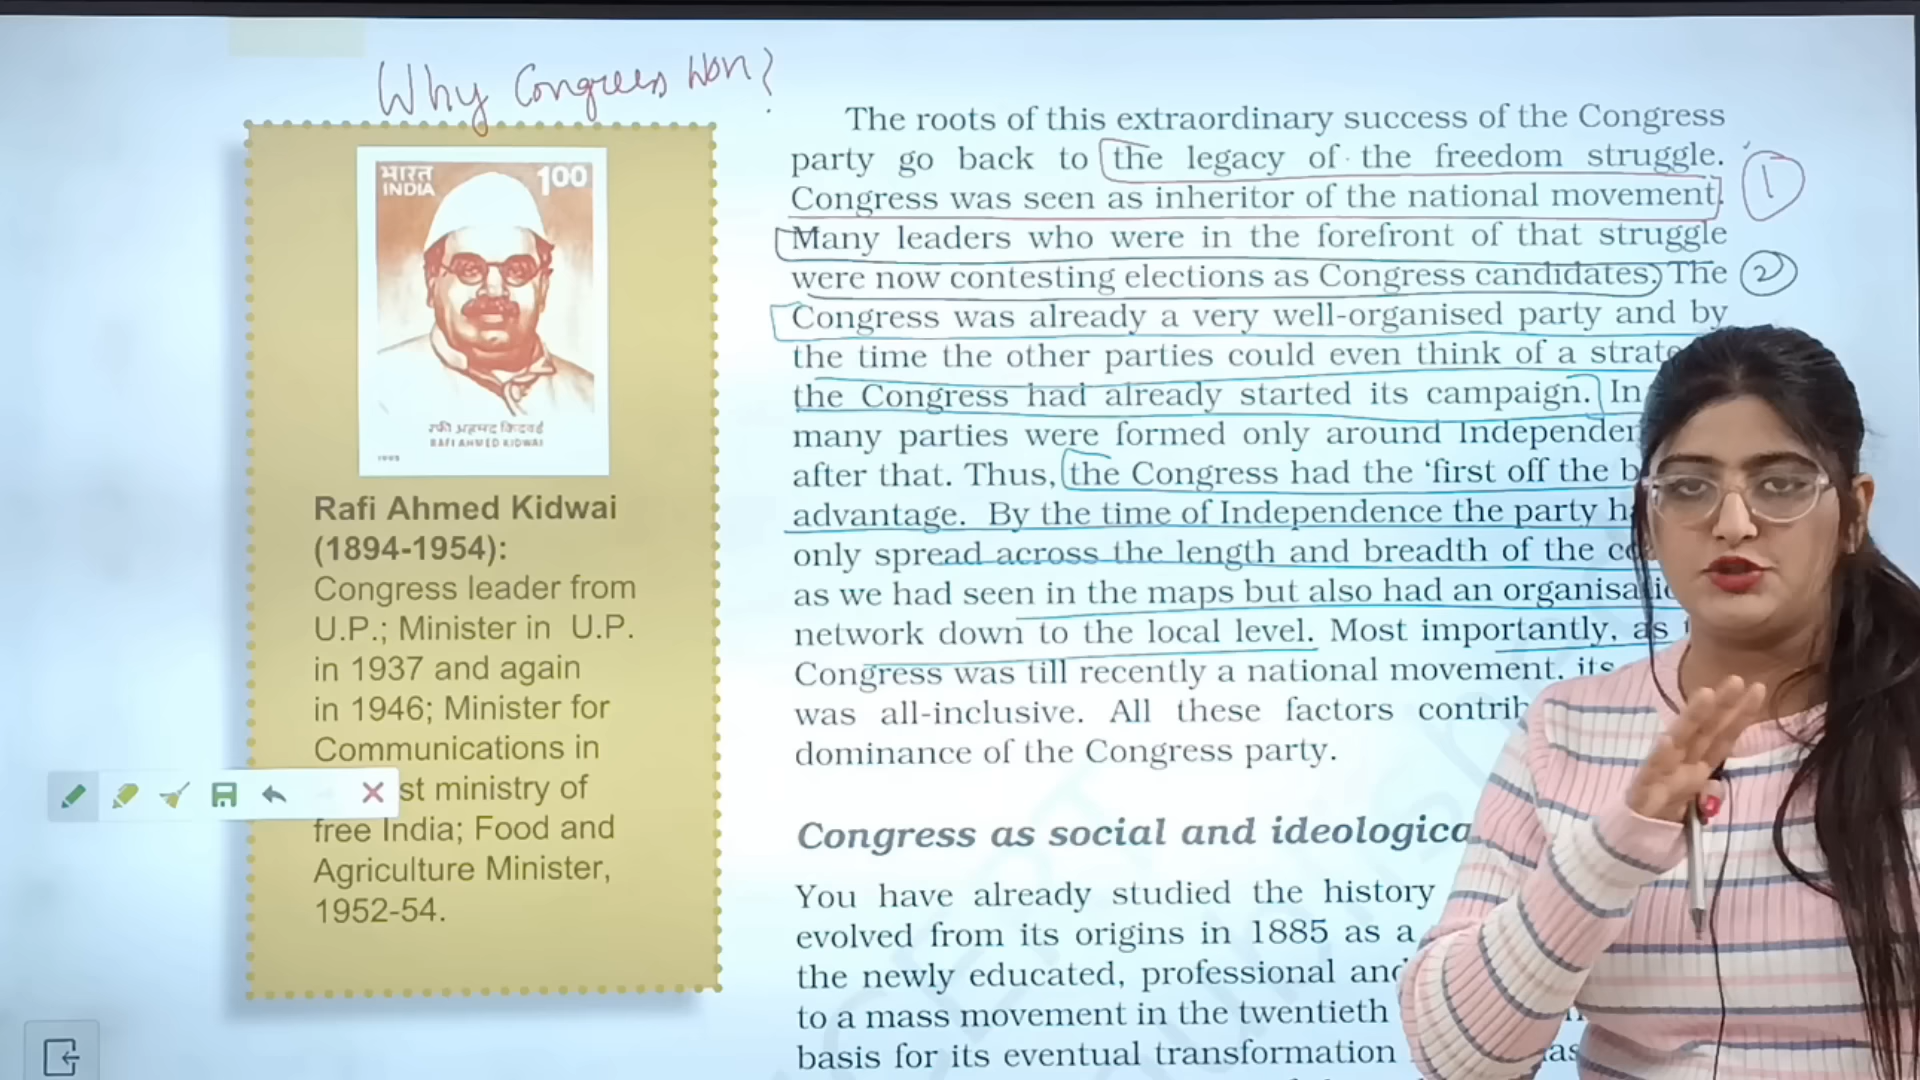 Why Congress Won?
भारत
INDIA
100
रफी अहमद किदवई
RAFI AHMED KIDWAI
Rafi Ahmed Kidwai
(1894-1954):
Congress leader from
U.P.; Minister in U.P.
in 1937 and again
in 1946; Minister for
Communications in
st ministry of
free India; Food and
Agriculture Minister,
1952-54.
The roots of this extraordinary success of the Congress
party go back to the legacy of the freedom struggle.
Congress was seen as inheritor of the national movement.
1
Many leaders who were in the forefront of that struggle
were now contesting elections as Congress candidates. The
2
Congress was already a very well-organised party and by
the time the other parties could even think of a strate
the Congress had already started its campaign. In
many parties were formed only around Independen
after that. Thus, the Congress had the ‘first off the b
advantage. By the time of Independence the party h
only spread across the length and breadth of the co
as we had seen in the maps but also had an organisatio
network down to the local level. Most importantly, as
Congress was till recently a national movement, its
was all-inclusive. All these factors contrib
dominance of the Congress party.
Congress as social and ideologica
You have already studied the history
evolved from its origins in 1885 as a
the newly educated, professional and
to a mass movement in the twentieth
basis for its eventual transformation